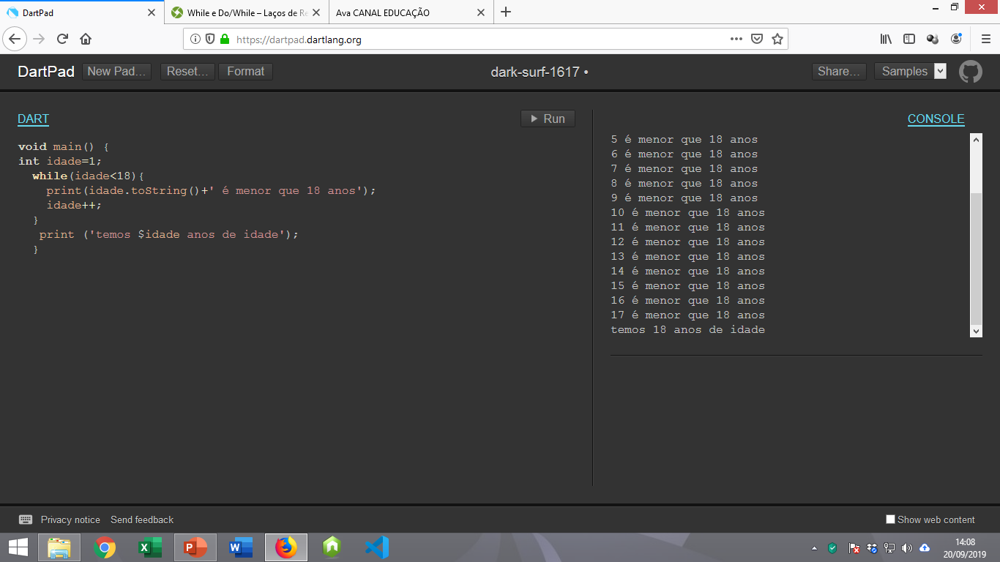 DartPad
While e Do/While – Laços de Re
Ava CANAL EDUCAÇÃO
https://dartpad.dartlang.org
DartPad
New Pad...
Reset...
Format
dark-surf-1617 •
Share...
Samples
DART
Run
void main() {
int idade=1;
while(idade<18){
print(idade.toString()+' é menor que 18 anos');
idade++;
}
print ('temos $idade anos de idade');
}
CONSOLE
5 é menor que 18 anos
6 é menor que 18 anos
7 é menor que 18 anos
8 é menor que 18 anos
9 é menor que 18 anos
10 é menor que 18 anos
11 é menor que 18 anos
12 é menor que 18 anos
13 é menor que 18 anos
14 é menor que 18 anos
15 é menor que 18 anos
16 é menor que 18 anos
17 é menor que 18 anos
temos 18 anos de idade
Privacy notice
Send feedback
Show web content
14:08
20/09/2019